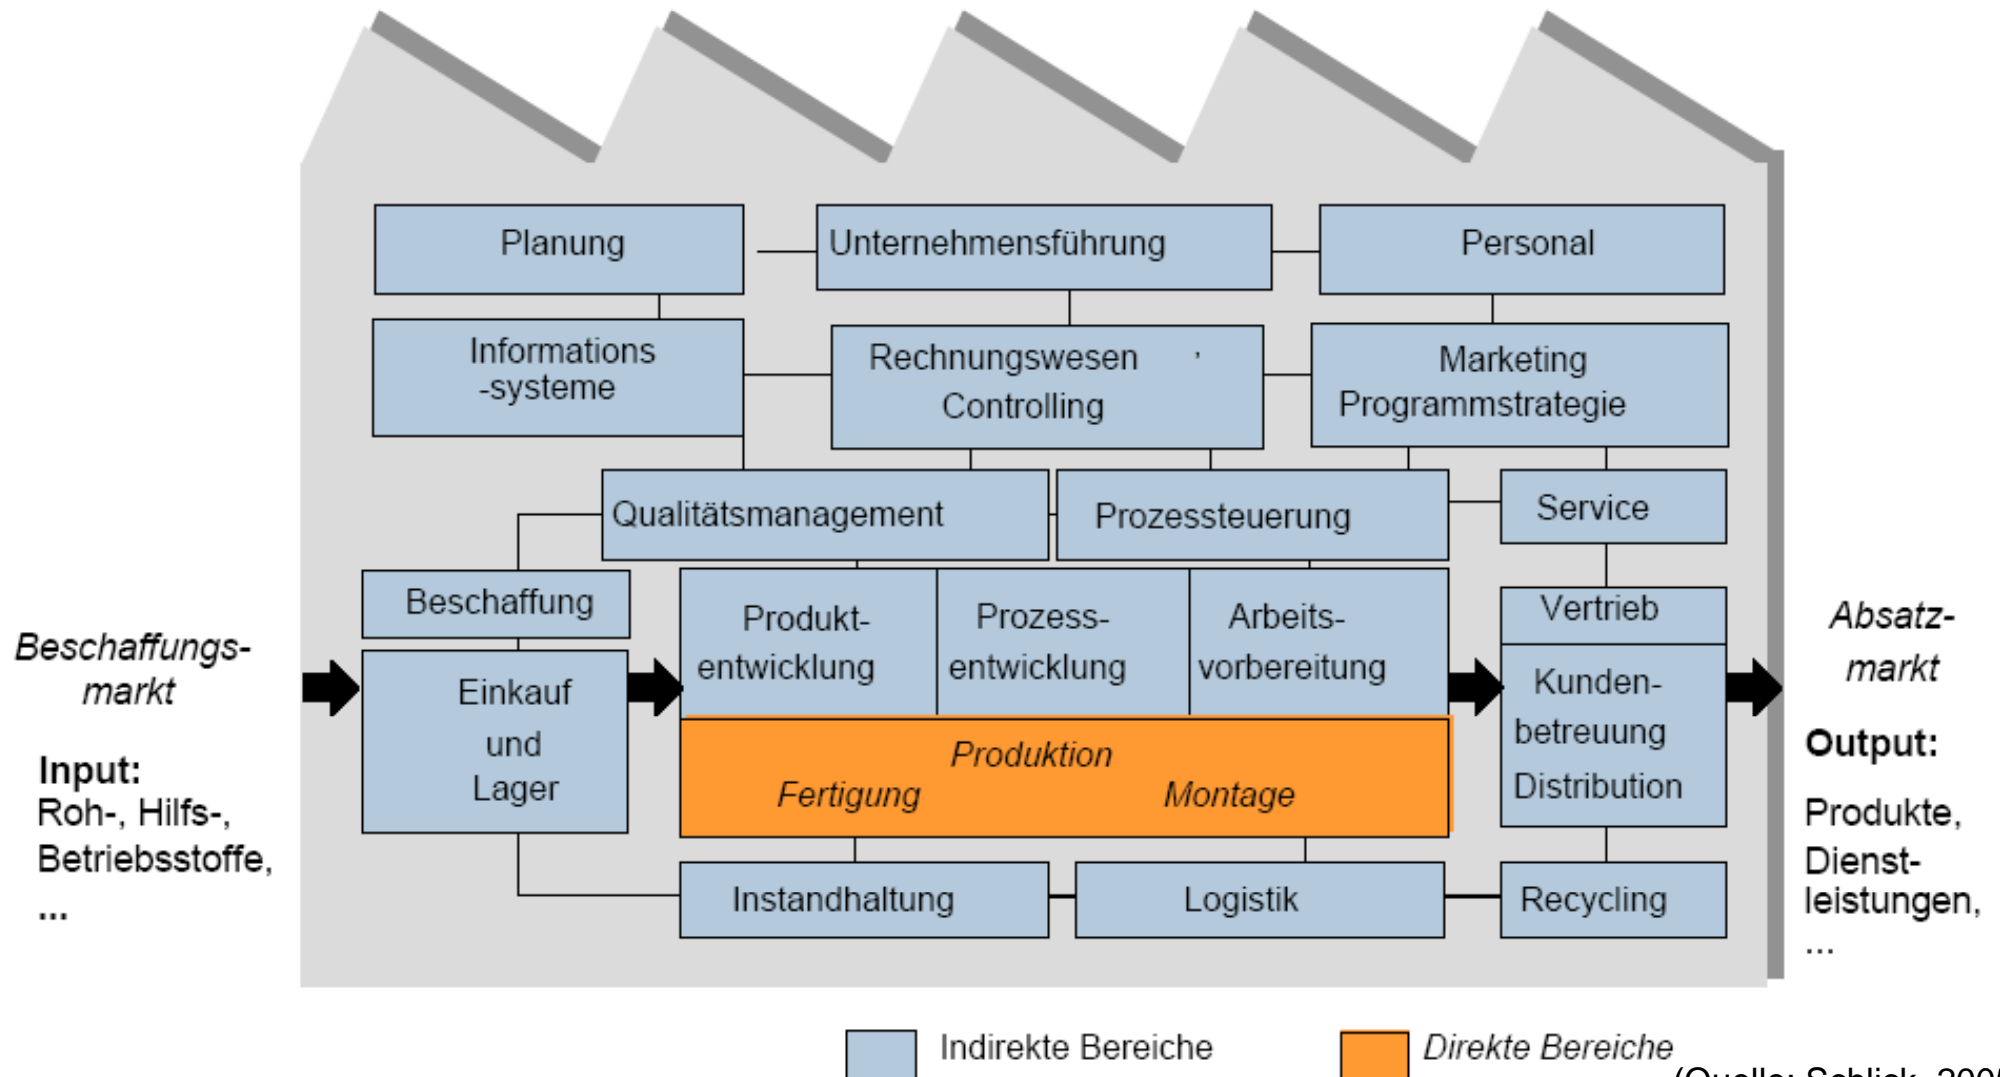 Planung
Unternehmensführung
Personal
Informations
-systeme
Rechnungswesen ,
Controlling
Marketing
Programmstrategie
Qualitätsmanagement
Prozessteuerung
Service
Beschaffungs-
markt
Input:
Roh-, Hilfs-,
Betriebsstoffe,
...
Beschaffung
Einkauf
und
Lager
Produkt-
entwicklung
Prozess-
entwicklung
Arbeits-
vorbereitung
Produktion
Fertigung
Montage
Vertrieb
Kunden-
betreuung
Distribution
Instandhaltung
Logistik
Recycling
Absatz-
markt
Output:
Produkte,
Dienst-
leistungen,
...
Indirekte Bereiche
Direkte Bereiche
(Quelle: Schlick,